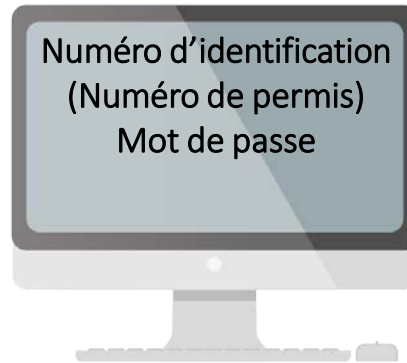 Numéro d’identification
(Numéro de permis)
Mot de passe